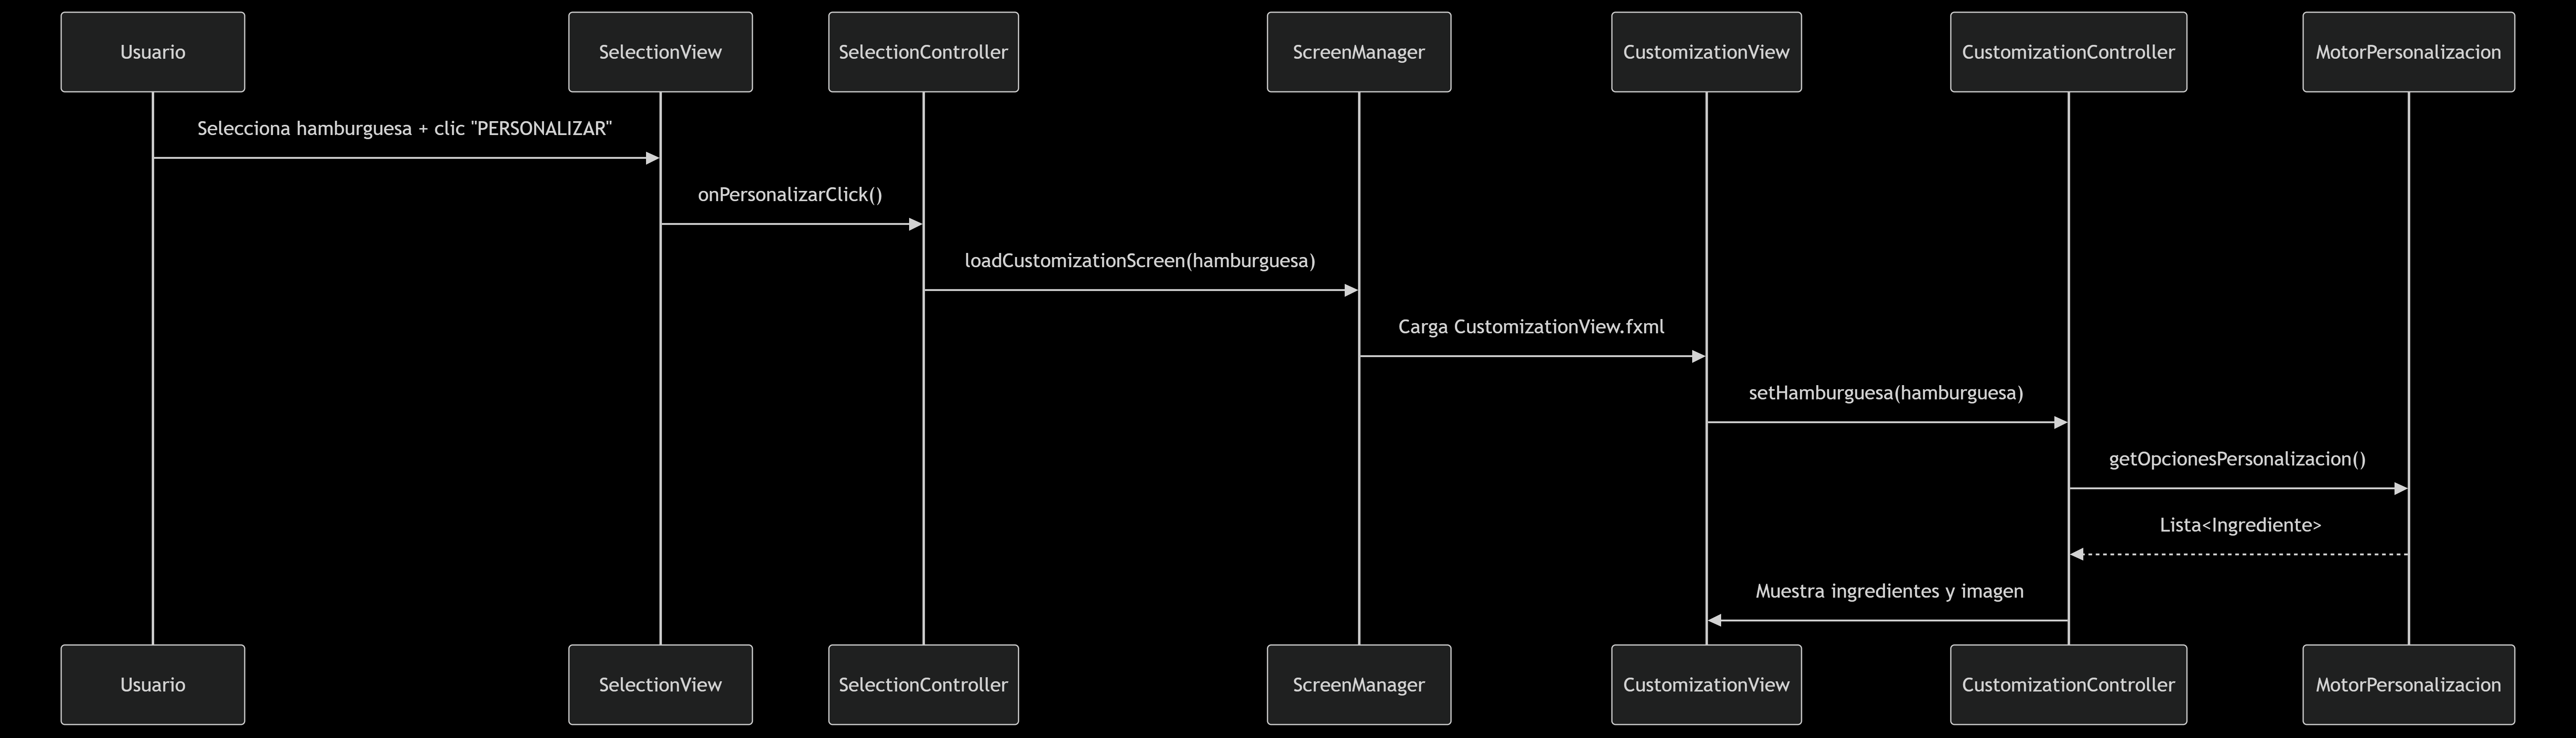 Usuario
SelectionView
SelectionController
ScreenManager
CustomizationView
CustomizationController
MotorPersonalizacion
Selecciona hamburguesa + clic "PERSONALIZAR"
onPersonalizarClick()
loadCustomizationScreen(hamburguesa)
Carga CustomizationView.fxml
setHamburguesa(hamburguesa)
getOpcionesPersonalizacion()
Lista<Ingrediente>
Muestra ingredientes y imagen
Usuario
SelectionView
SelectionController
ScreenManager
CustomizationView
CustomizationController
MotorPersonalizacion